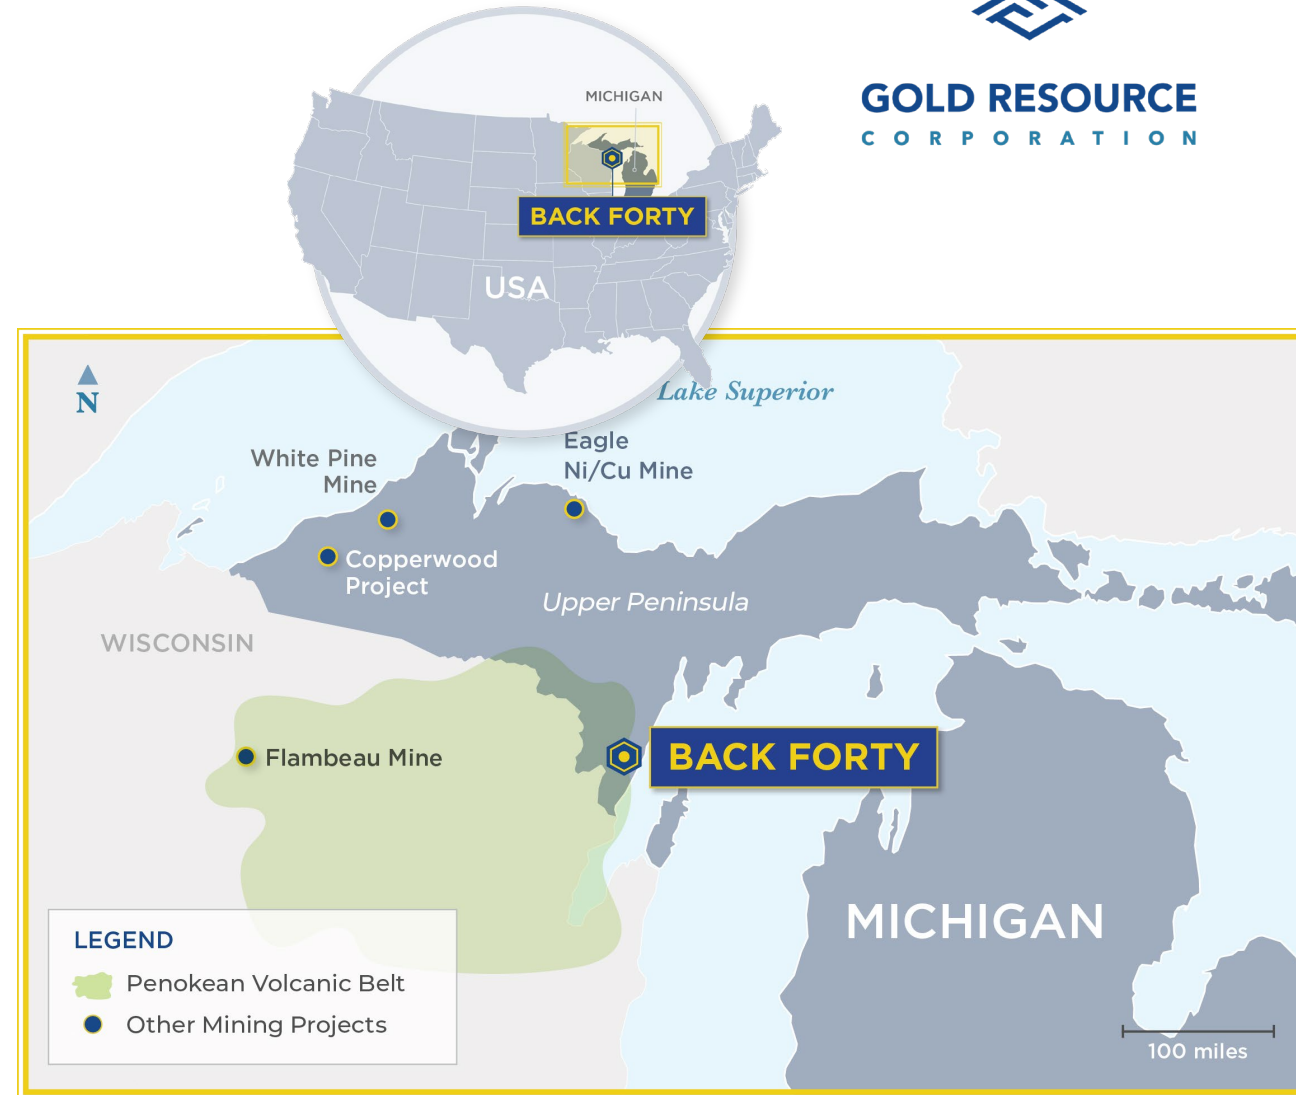 GOLD RESOURCE
CORPORATION
MICHIGAN
BACK FORTY
USA
N
Lake Superior
Eagle
Ni/Cu Mine
White Pine
Mine
Copperwood
Project
Upper Peninsula
WISCONSIN
Flambeau Mine
BACK FORTY
MICHIGAN
LEGEND
Penokean Volcanic Belt
Other Mining Projects
100 miles